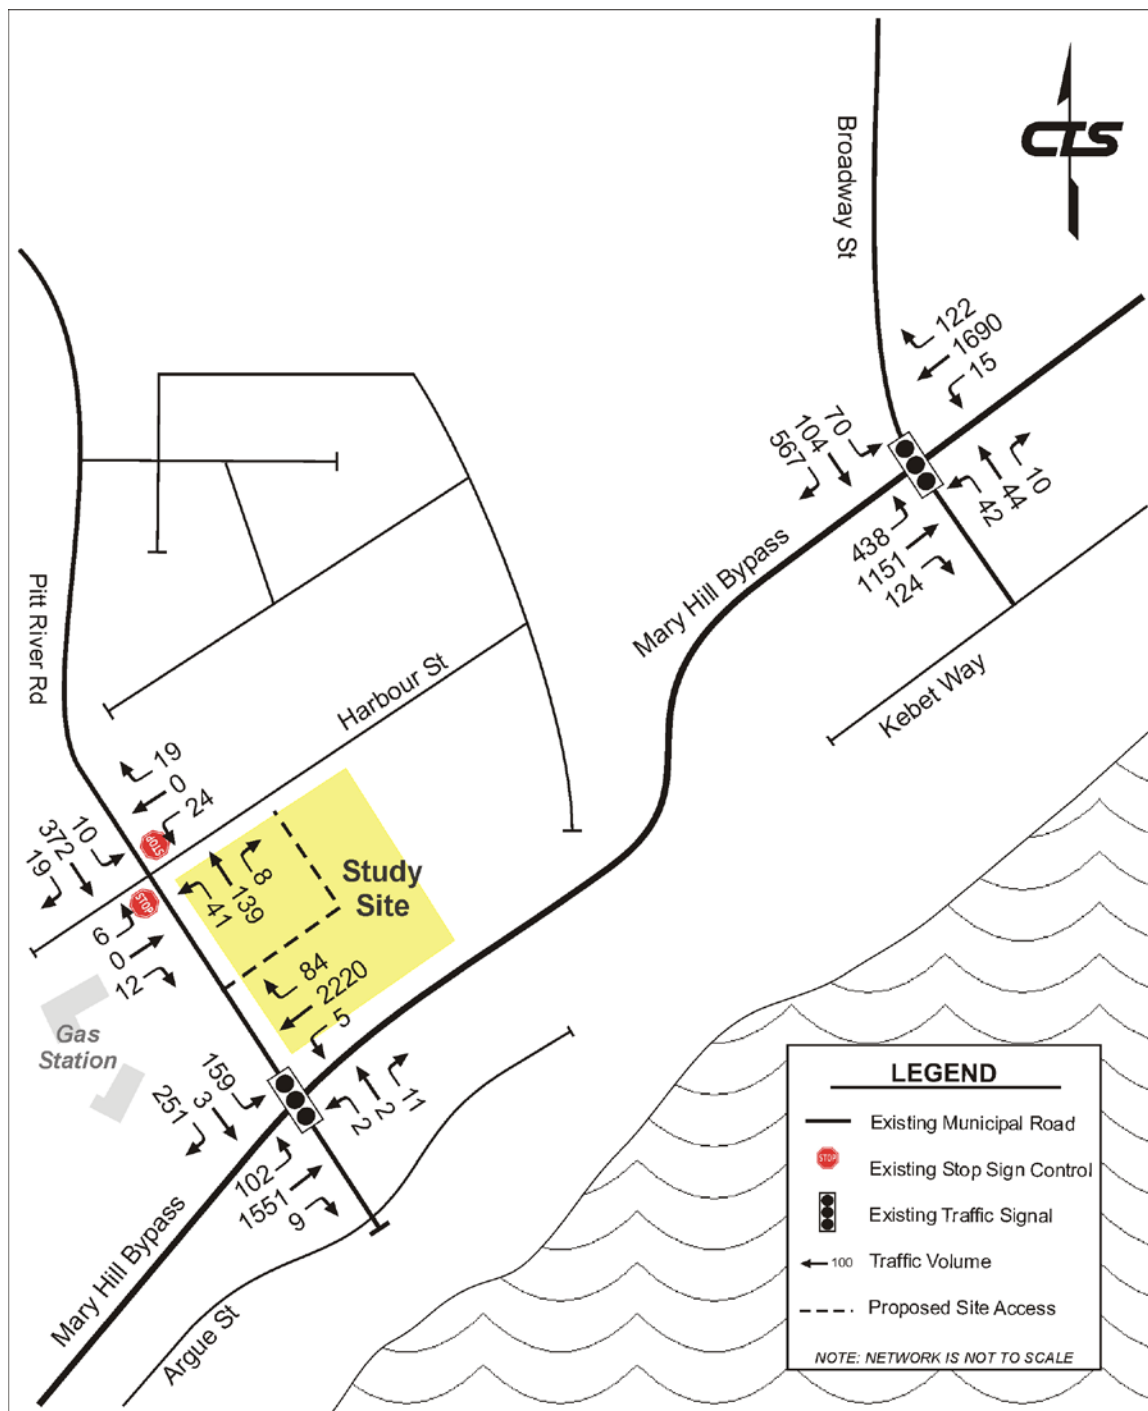 CTS
Broadway St
122
1690
15
70
104
567
10
44
42
438
1151
124
Mary Hill Bypass
Kebet Way
Pitt River Rd
Harbour St
19
0
24
STOP
10
372
19
8
139
41
STOP
6
0
12
Study
Site
84
2220
5
Gas
Station
159
3
251
11
2
2
102
1551
9
Mary Hill Bypass
Argue St
LEGEND
Existing Municipal Road
STOP
Existing Stop Sign Control
Existing Traffic Signal
100
Traffic Volume
Proposed Site Access
NOTE: NETWORK IS NOT TO SCALE